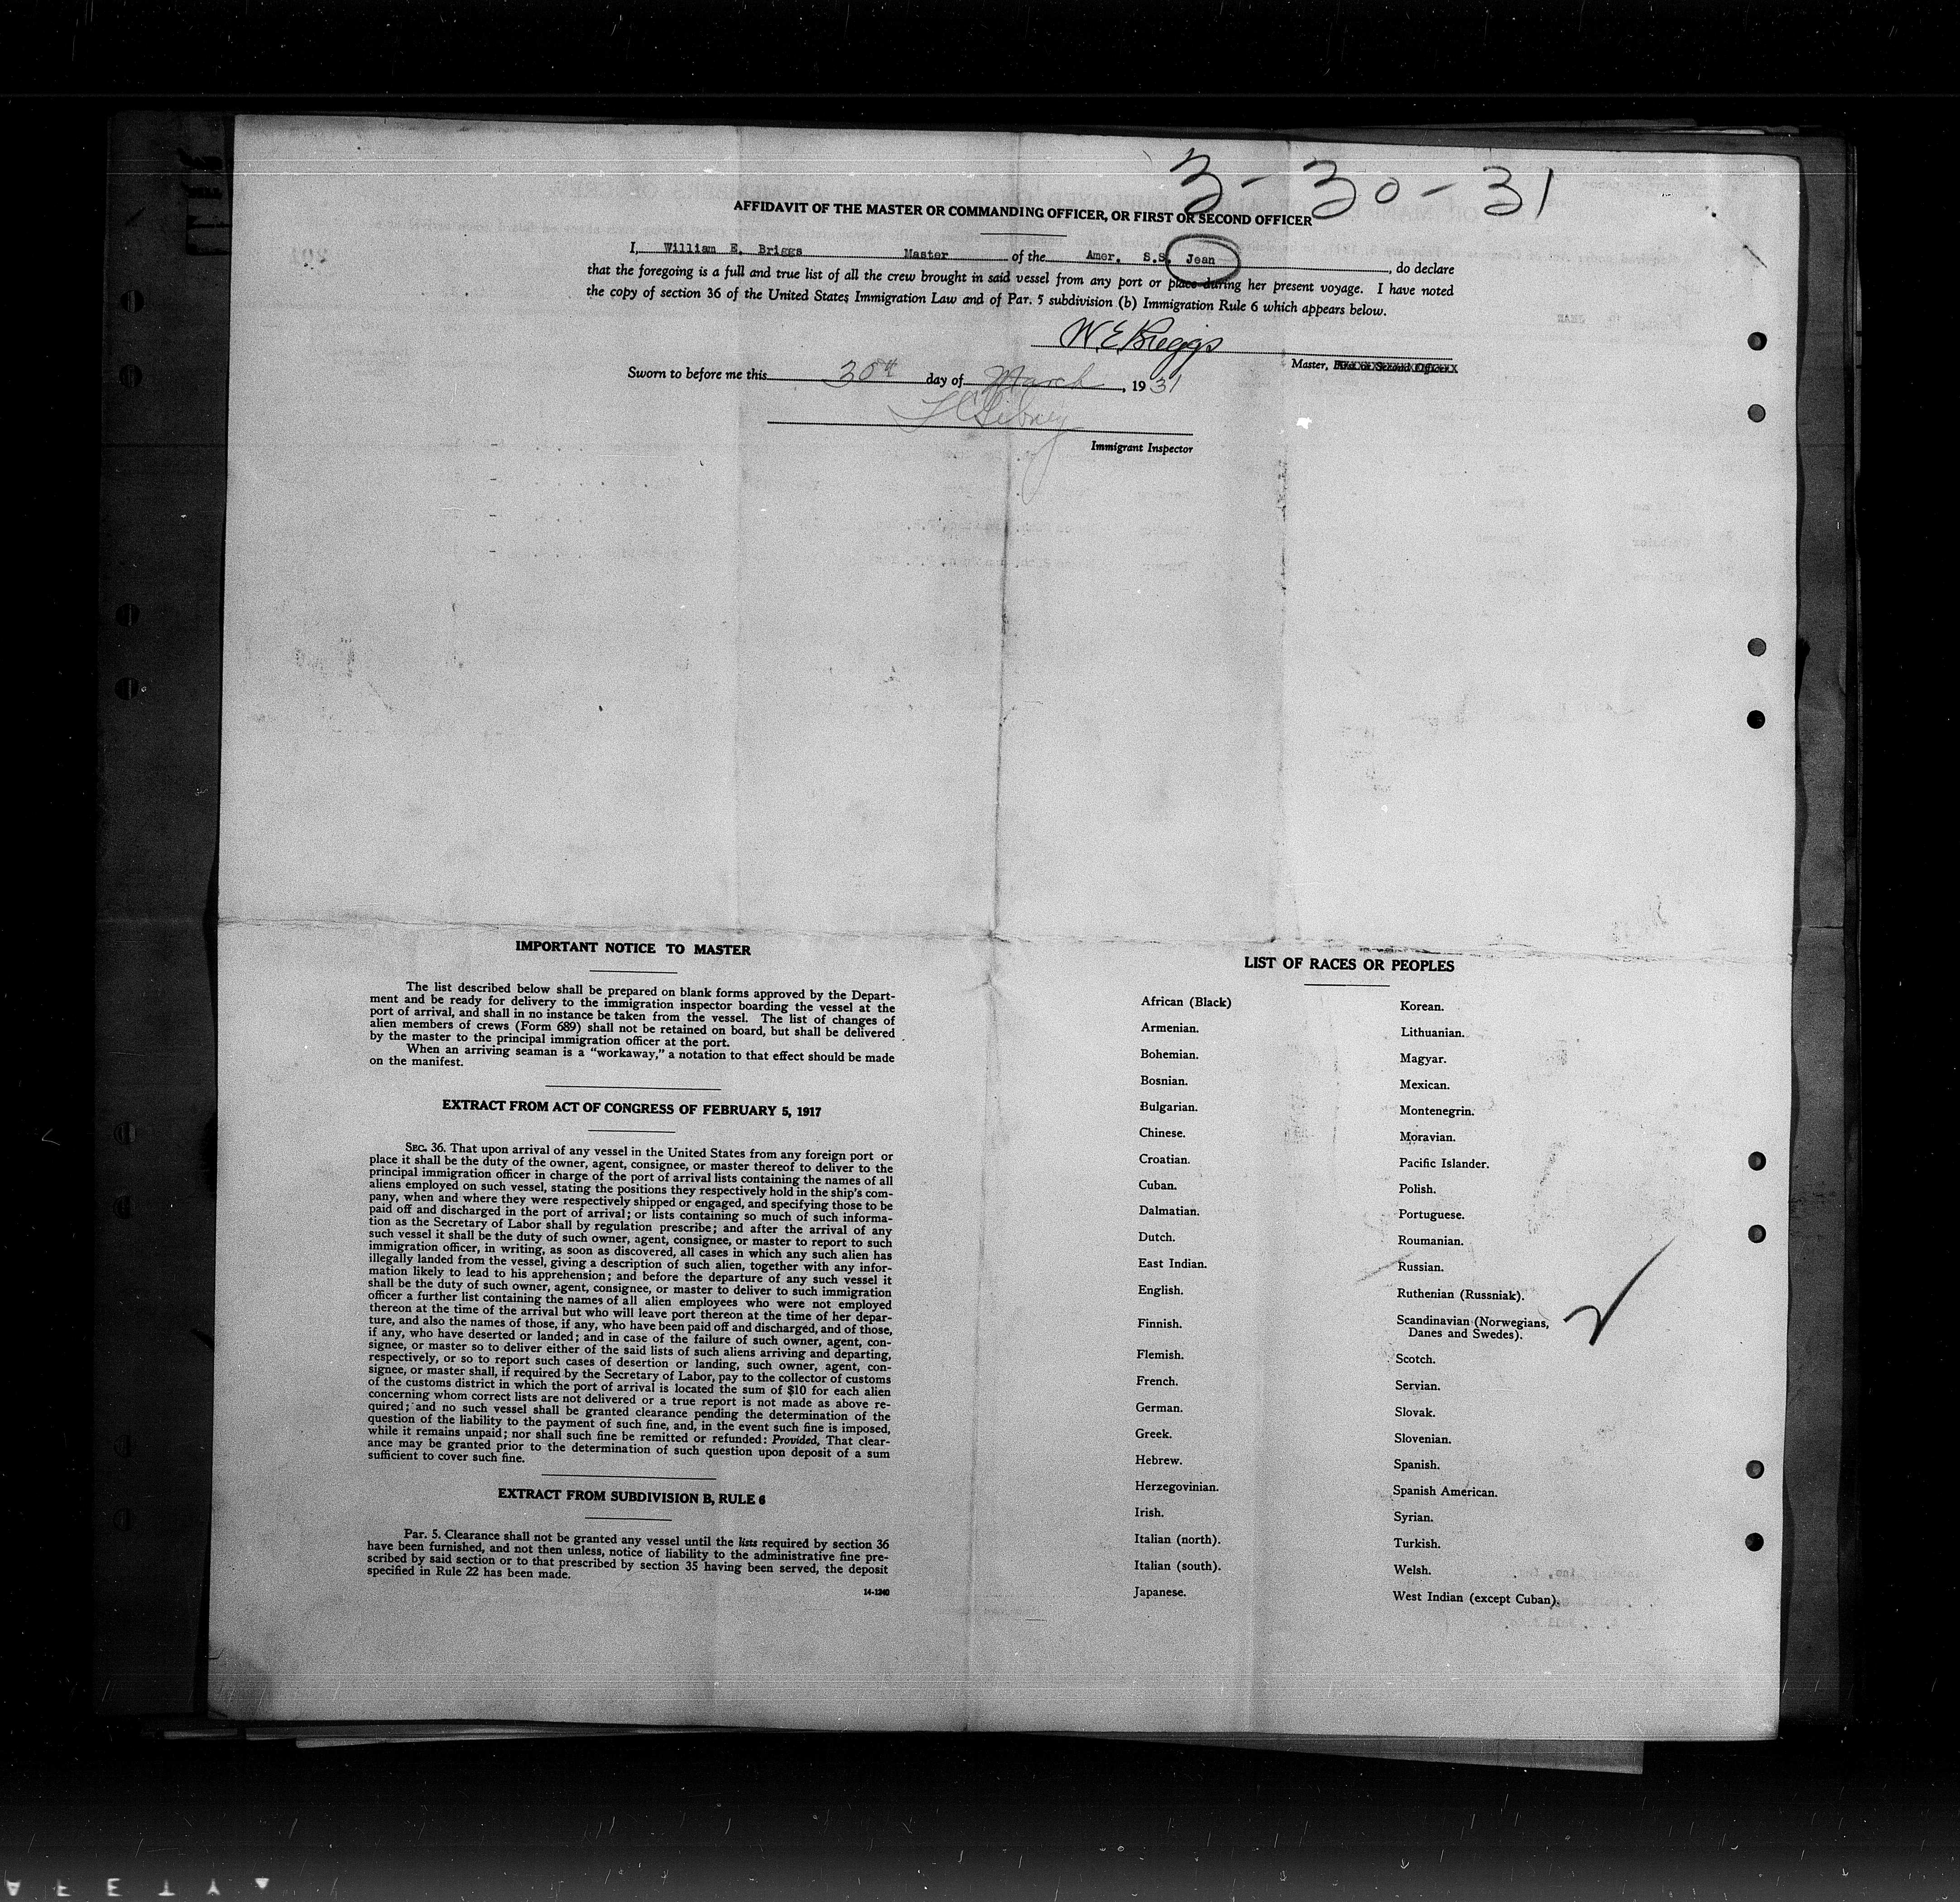 3-30-31
AFFIDAVIT OF THE MASTER OR COMMANDING OFFICER, OR FIRST OR SECOND OFFICER
I, William E. Briggs Master of the Amer. S.S. Jean, do declare
that the foregoing is a full and true list of all the crew brought in said vessel from any port or place during her present voyage. I have noted
the copy of section 36 of the United States Immigration Law and of Par. 5 subdivision (b) Immigration Rule 6 which appears below.
W.E. Briggs
Master, First or Second Officer
Sworn to before me this 30th day of March, 1931
Immigrant Inspector
IMPORTANT NOTICE TO MASTER
The list described below shall be prepared on blank forms approved by the Depart-
ment and be ready for delivery to the immigration inspector boarding the vessel at the
port of arrival, and shall in no instance be taken from the vessel. The list of changes of
alien members of crews (Form 689) shall not be retained on board, but shall be delivered
by the master to the principal immigration officer at the port.
When an arriving seaman is a "workaway," a notation to that effect should be made
on the manifest.
EXTRACT FROM ACT OF CONGRESS OF FEBRUARY 5, 1917
SEC. 36. That upon arrival of any vessel in the United States from any foreign port or
place it shall be the duty of the owner, agent, consignee, or master thereof to deliver to the
principal immigration officer in charge of the port of arrival lists containing the names of all
aliens employed on such vessel, stating the positions they respectively hold in the ship's com-
pany, when and where they were respectively shipped or engaged, and specifying those to be
paid off and discharged in the port of arrival; or lists containing so much of such informa-
tion as the Secretary of Labor shall by regulation prescribe; and after the arrival of any
such vessel it shall be the duty of such owner, agent, consignee, or master to report to such
immigration officer, in writing, as soon as discovered, all cases in which any such alien has
illegally landed from the vessel, giving a description of such alien, together with any infor-
mation likely to lead to his apprehension; and before the departure of any such vessel it
shall be the duty of such owner, agent, consignee, or master to deliver to such immigration
officer a further list containing the names of all alien employees who were not employed
thereon at the time of the arrival but who will leave port thereon at the time of her depar-
ture, and also the names of those, if any, who have been paid off and discharged, and of those,
if any, who have deserted or landed; and in case of the failure of such owner, agent, con-
signee, or master so to deliver either of the said lists of such aliens arriving and departing,
respectively, or so to report such cases of desertion or landing, such owner, agent, con-
signee, or master shall, if required by the Secretary of Labor, pay to the collector of customs
of the customs district in which the port of arrival is located the sum of $10 for each alien
concerning whom correct lists are not delivered or a true report is not made as above re-
quired; and no such vessel shall be granted clearance pending the determination of the
question of the liability to the payment of such fine, and, in the event such fine is imposed,
while it remains unpaid; nor shall such fine be remitted or refunded: Provided, That clear-
ance may be granted prior to the determination of such question upon deposit of a sum
sufficient to cover such fine.
EXTRACT FROM SUBDIVISION B, RULE 6
Par. 5. Clearance shall not be granted any vessel until the lists required by section 36
have been furnished, and not then unless, notice of liability to the administrative fine pre-
scribed by said section or to that prescribed by section 35 having been served, the deposit
specified in Rule 22 has been made.
14-1240
LIST OF RACES OR PEOPLES
African (Black)
Armenian.
Bohemian.
Bosnian.
Bulgarian.
Chinese.
Croatian.
Cuban.
Dalmatian.
Dutch.
East Indian.
English.
Finnish.
Flemish.
French.
German.
Greek.
Hebrew.
Herzegovinian.
Irish.
Italian (north).
Italian (south).
Japanese.
Korean.
Lithuanian.
Magyar.
Mexican.
Montenegrin.
Moravian.
Pacific Islander.
Polish.
Portuguese.
Roumanian.
Russian.
Ruthenian (Russniak).
Scandinavian (Norwegians,
Danes and Swedes).
Scotch.
Servian.
Slovak.
Slovenian.
Spanish.
Spanish American.
Syrian.
Turkish.
Welsh.
West Indian (except Cuban).
AFETY